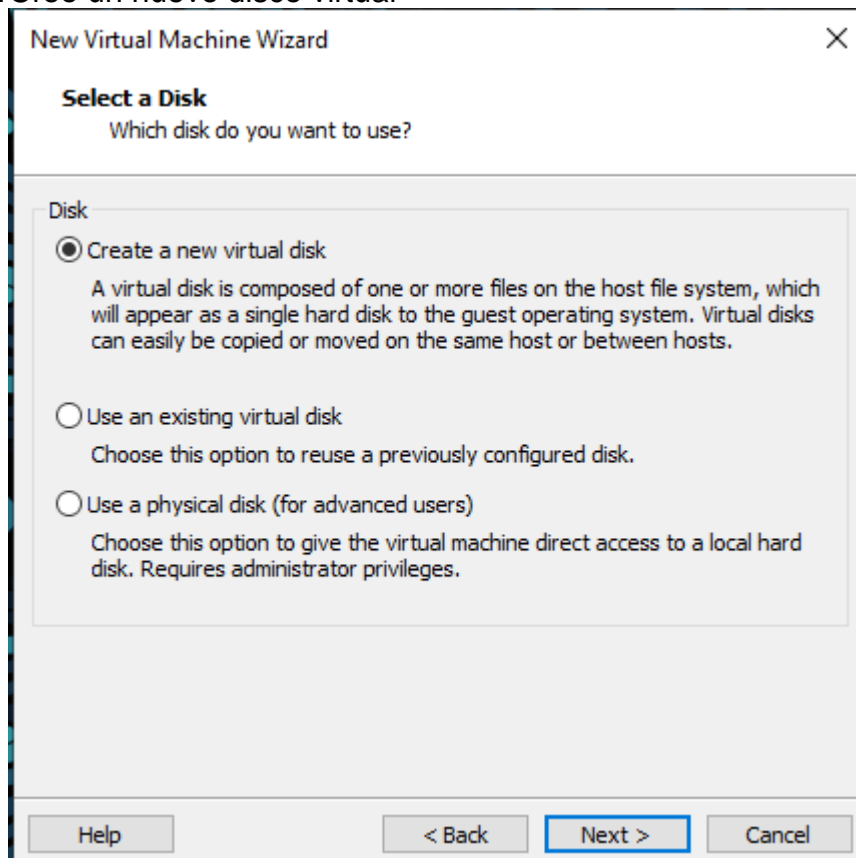 .Creo un nuevo disco virtual
New Virtual Machine Wizard
Select a Disk
Which disk do you want to use?
Disk
Create a new virtual disk
A virtual disk is composed of one or more files on the host file system, which
will appear as a single hard disk to the guest operating system. Virtual disks
can easily be copied or moved on the same host or between hosts.
Use an existing virtual disk
Choose this option to reuse a previously configured disk.
Use a physical disk (for advanced users)
Choose this option to give the virtual machine direct access to a local hard
disk. Requires administrator privileges.
Help
< Back
Next >
Cancel